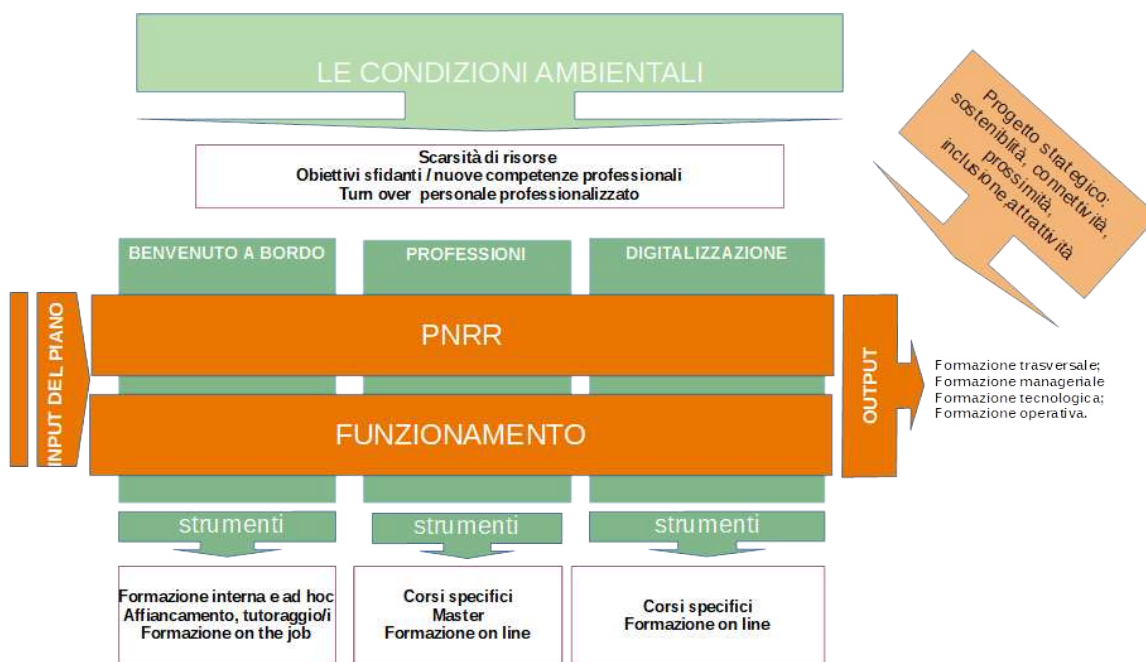 LE CONDIZIONI AMBIENTALI
Progetto strategico:
sosteniblità, connettività,
prossimità,
inclusione,attrattività
Scarsità di risorse
Obiettivi sfidanti / nuove competenze professionali
Turn over personale professionalizzato
BENVENUTO A BORDO
PROFESSIONI
DIGITALIZZAZIONE
INPUT DEL PIANO
PNRR
FUNZIONAMENTO
OUTPUT
Formazione trasversale;
Formazione manageriale
Formazione tecnologica;
Formazione operativa.
strumenti
strumenti
strumenti
Formazione interna e ad hoc
Affiancamento, tutoraggio/i
Formazione on the job
Corsi specifici
Master
Formazione on line
Corsi specifici
Formazione on line